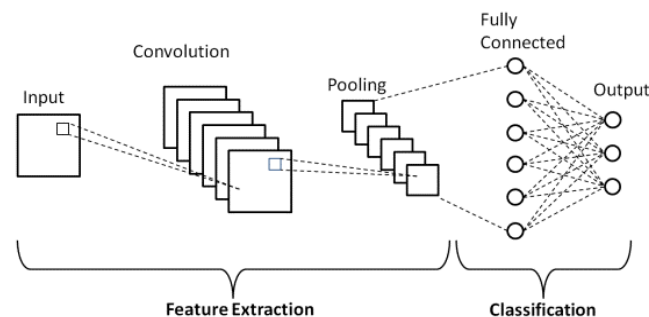 Input
Convolution
Pooling
Fully
Connected
Output
Feature Extraction
Classification